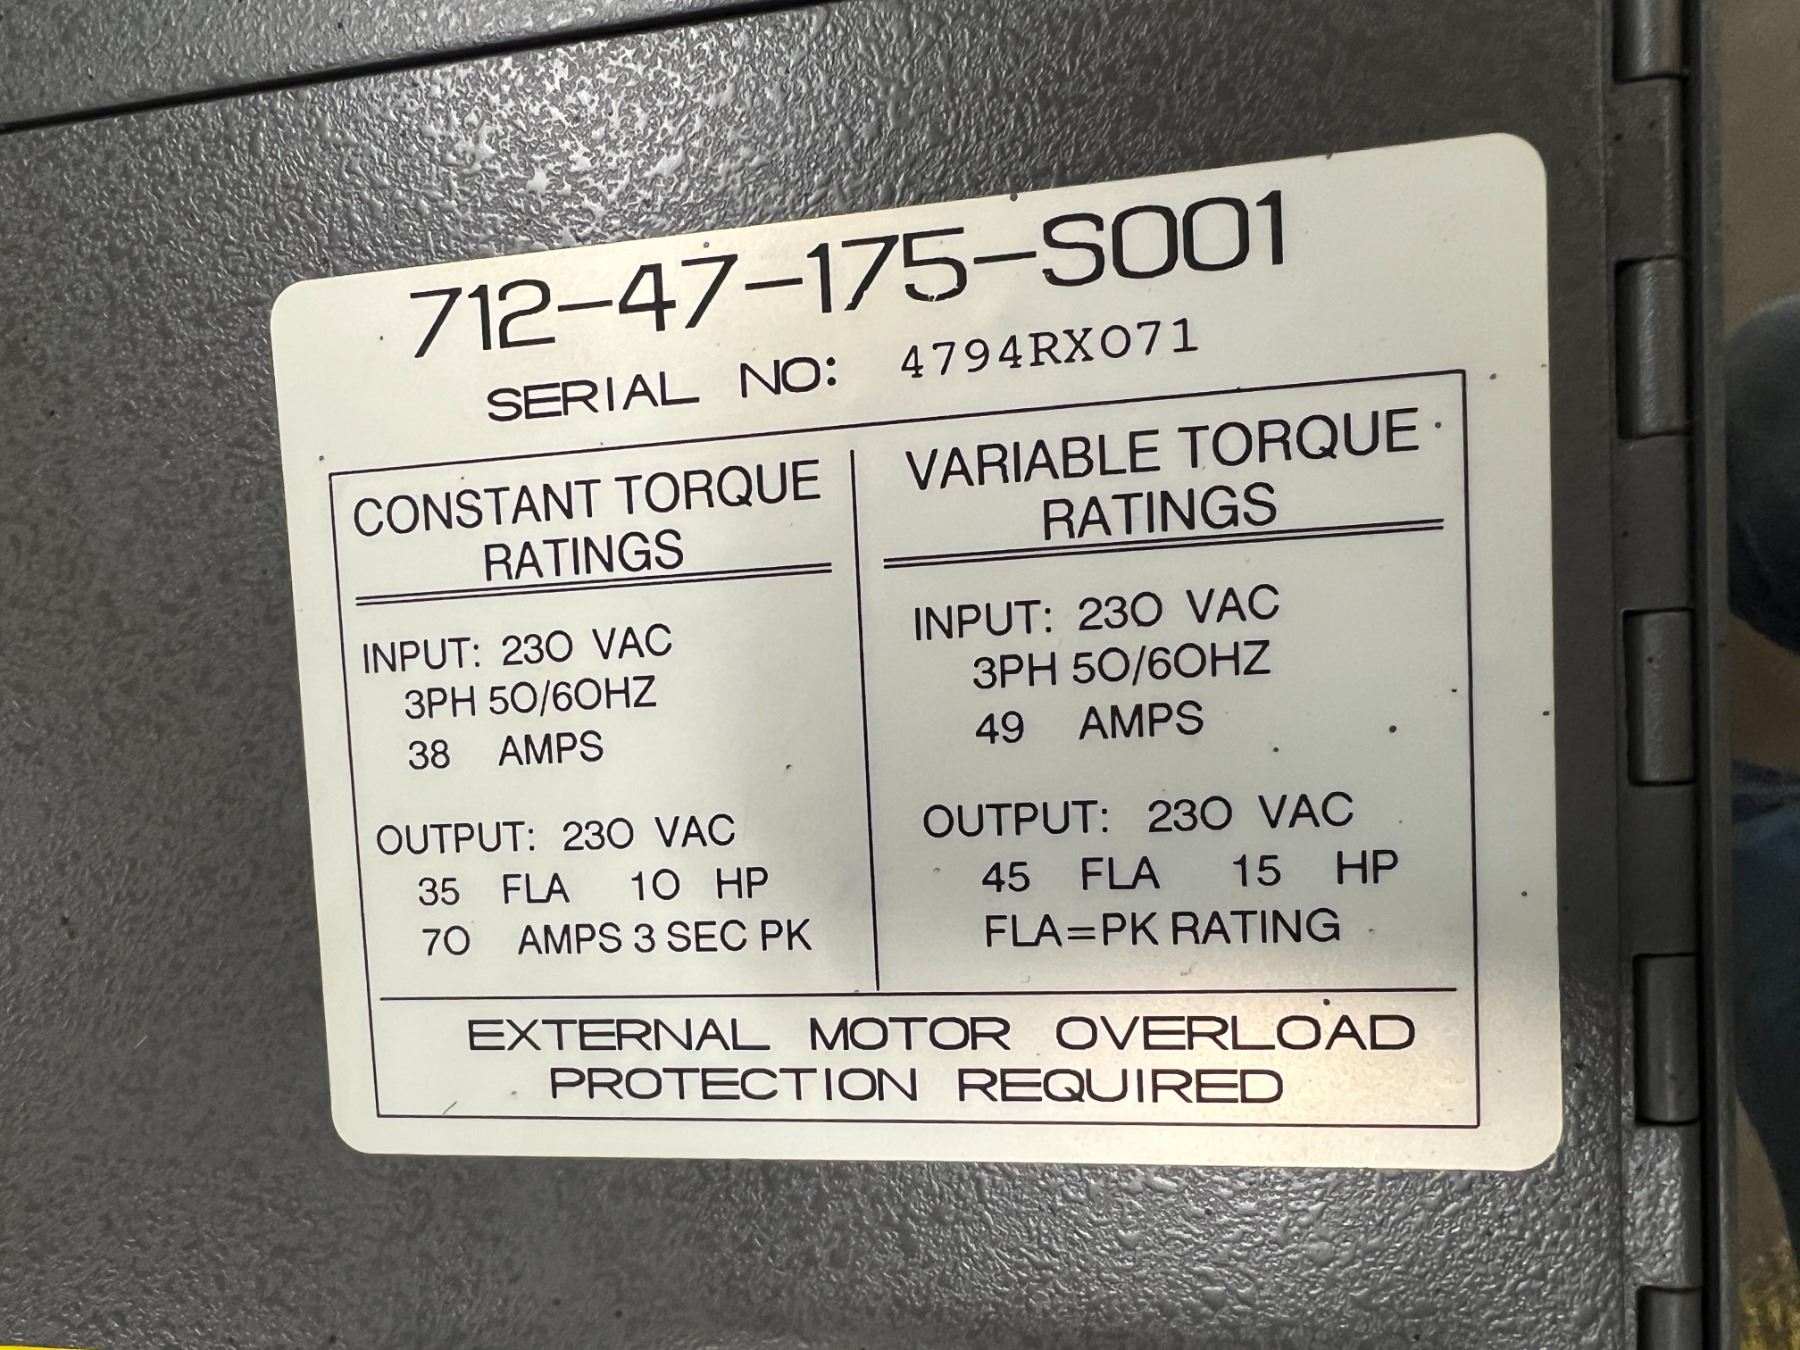 712-47-175-S001
SERIAL NO: 4794RX071
CONSTANT TORQUE
RATINGS
INPUT: 230 VAC
3PH 50/60HZ
38 AMPS
OUTPUT: 230 VAC
35 FLA 10 HP
70 AMPS 3 SEC PK
VARIABLE TORQUE
RATINGS
INPUT: 230 VAC
3PH 50/60HZ
49 AMPS
OUTPUT: 230 VAC
45 FLA 15 HP
FLA=PK RATING
EXTERNAL MOTOR OVERLOAD
PROTECTION REQUIRED